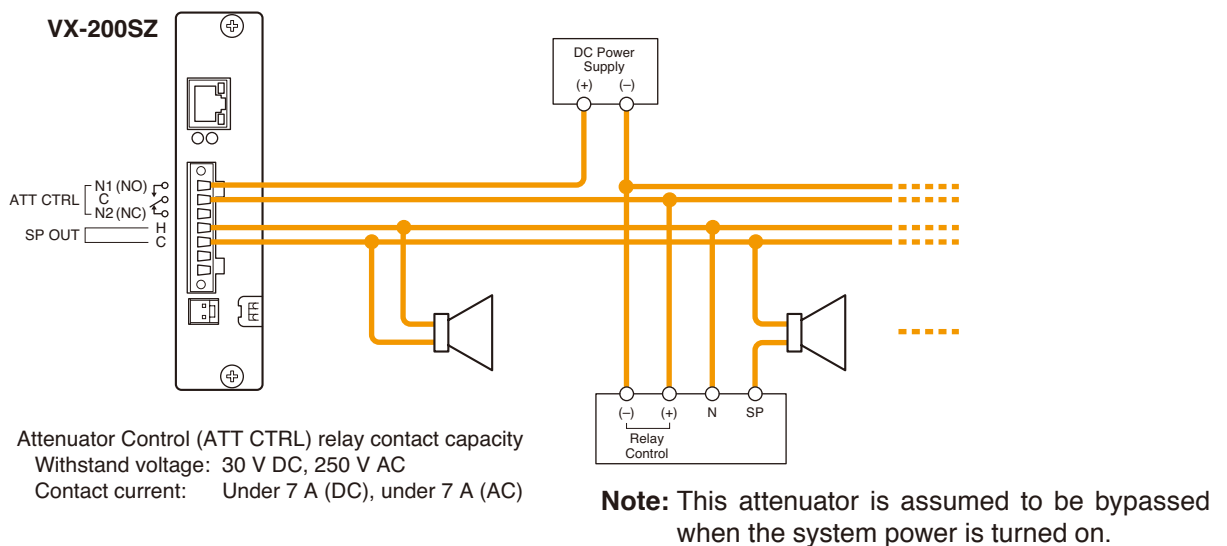 VX-200SZ
DC Power
Supply
(+) (–)
N1 (NO)
ATT CTRL C
N2 (NC)
SP OUT H
C
(–) (+) N SP
Relay
Control
Attenuator Control (ATT CTRL) relay contact capacity
Withstand voltage: 30 V DC, 250 V AC
Contact current: Under 7 A (DC), under 7 A (AC)
Note: This attenuator is assumed to be bypassed
when the system power is turned on.